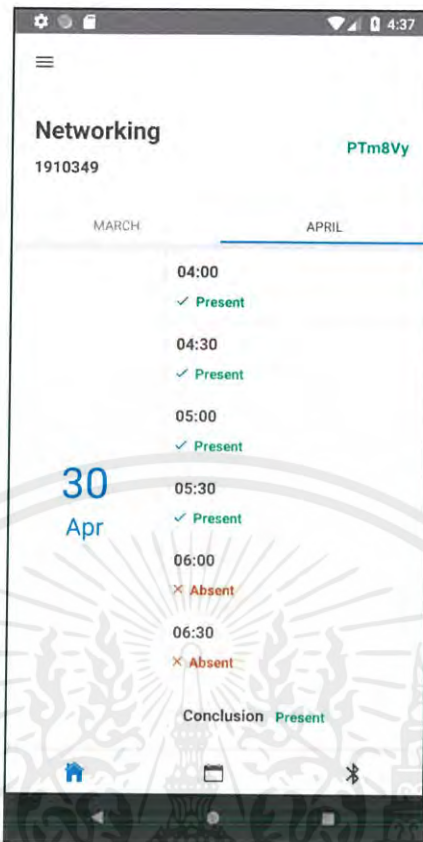 4:37
Networking
PTm8Vy
1910349
MARCH
APRIL
04:00
✓ Present
04:30
✓ Present
05:00
✓ Present
30
Apr
05:30
✓ Present
06:00
× Absent
06:30
× Absent
Conclusion Present